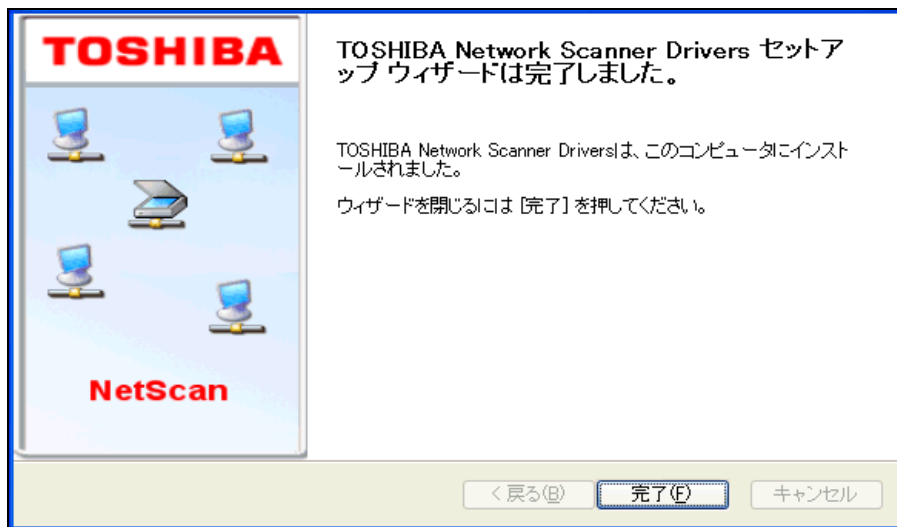 TOSHIBA
TOSHIBA Network Scanner Drivers セットア
ップ ウィザードは完了しました。
TOSHIBA Network Scanner Driversは、このコンピュータにインスト
ールされました。
ウィザードを閉じるには [完了] を押してください。
NetScan
< 戻る(B)
完了(F)
キャンセル